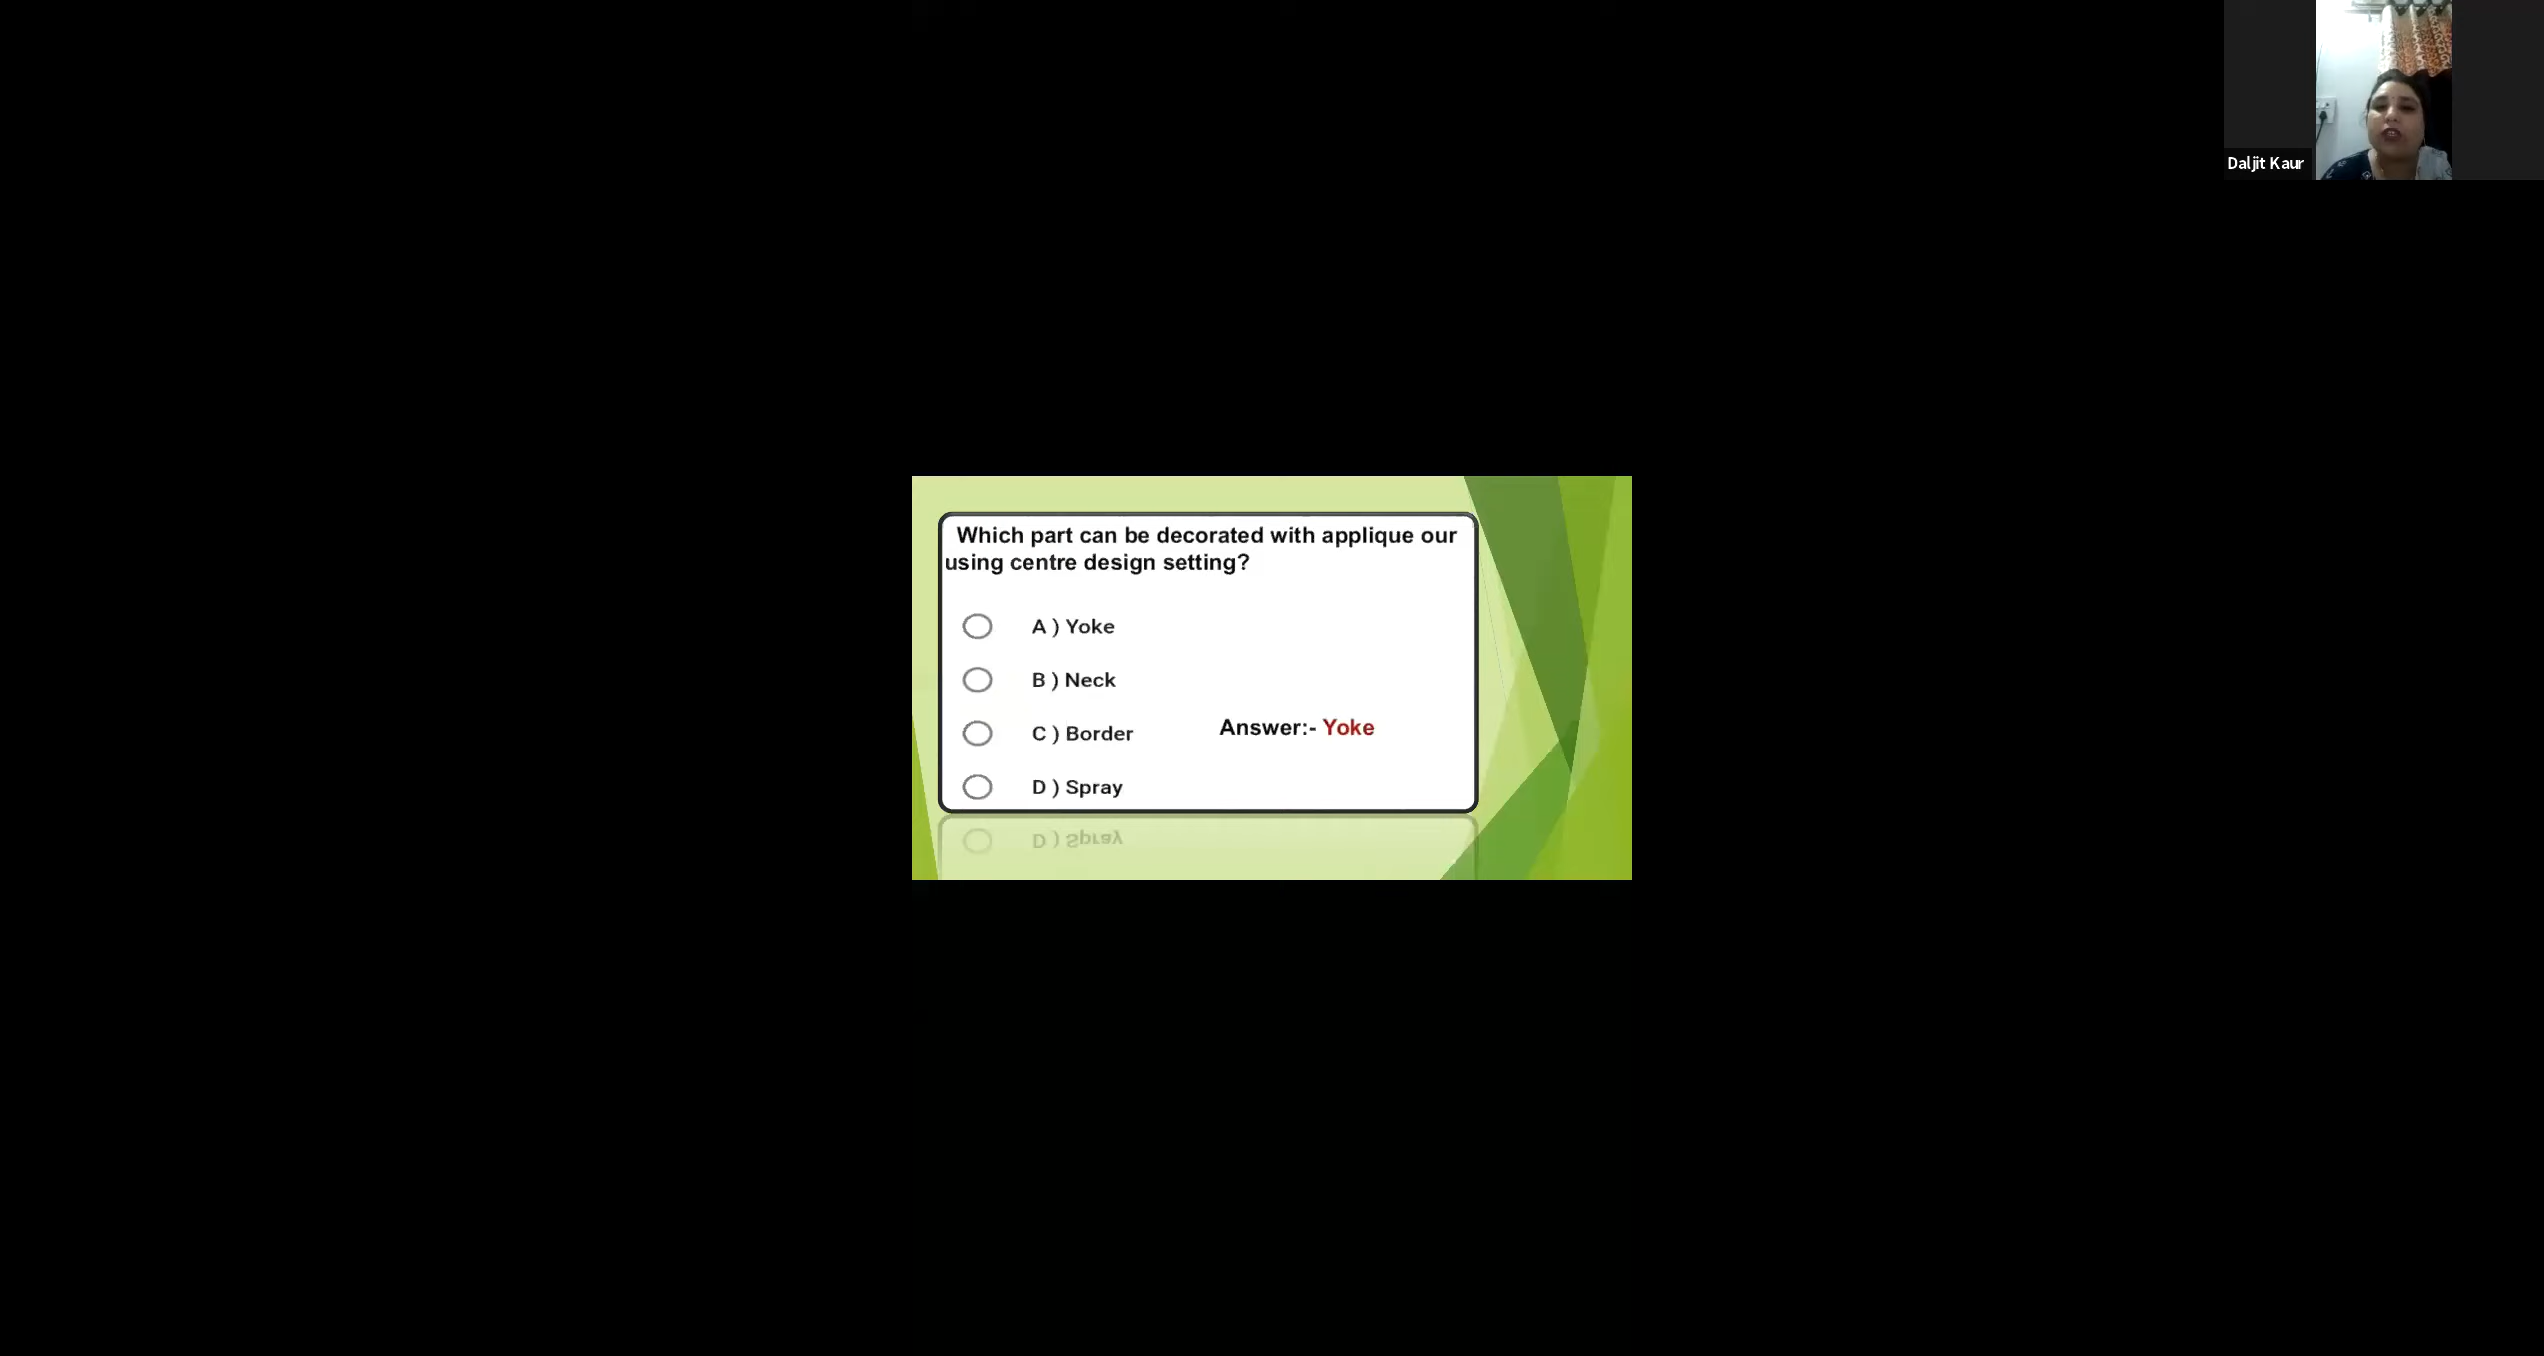 Daljit Kaur
Which part can be decorated with applique our
using centre design setting?
A ) Yoke
B ) Neck
C ) Border
Answer:- Yoke
D ) Spray
D ) Spray